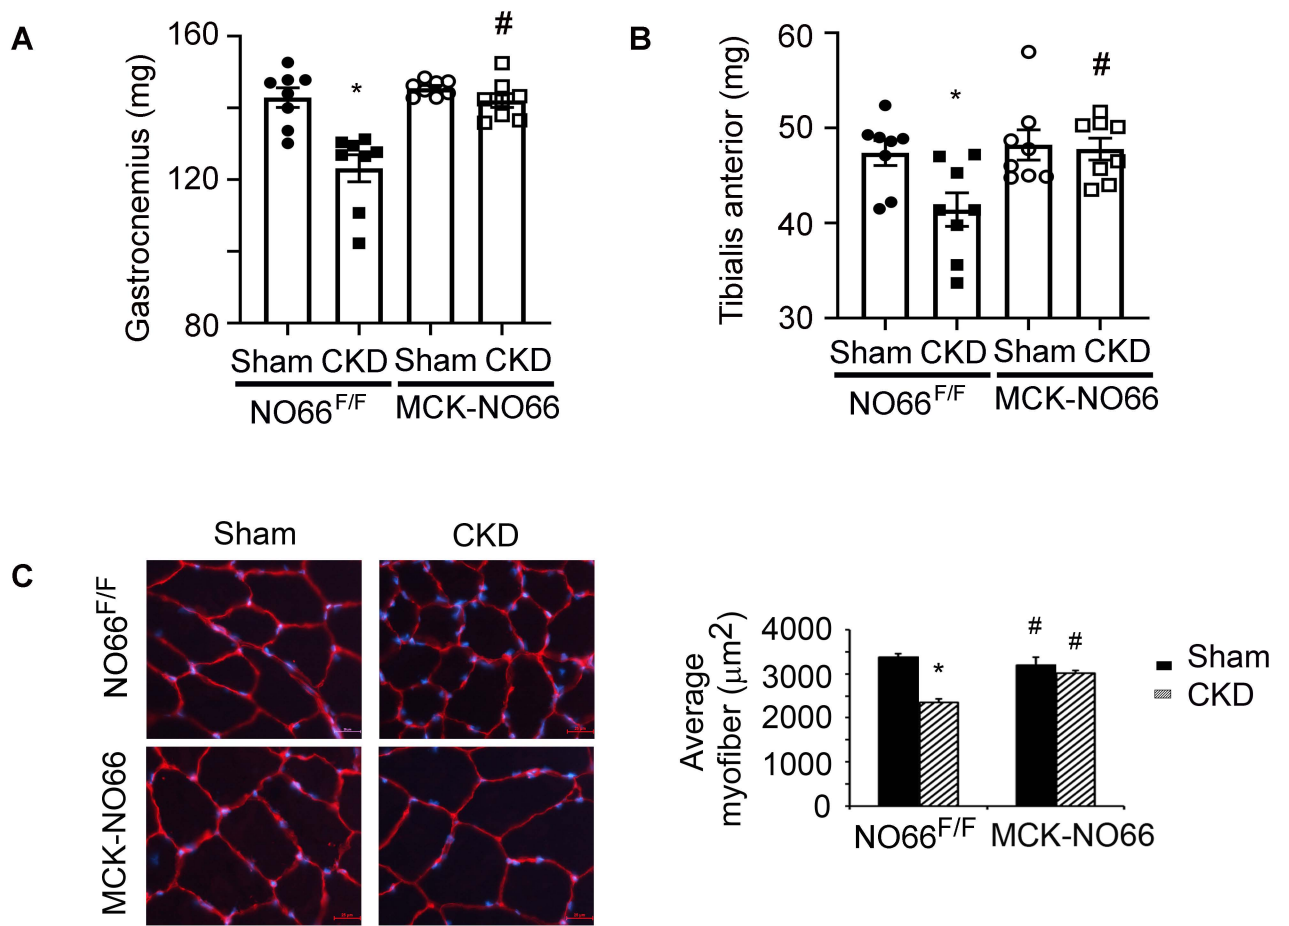 A
160
120
80
Gastrocnemius (mg)
*
#
Sham CKD Sham CKD
NO66F/F MCK-NO66
B
60
50
40
30
Tibialis anterior (mg)
*
#
Sham CKD Sham CKD
NO66F/F MCK-NO66
C
Sham CKD
NO66F/F
MCK-NO66
Average
myofiber (μm2)
4000
3000
2000
1000
0
*
#
#
NO66F/F MCK-NO66
Sham
CKD